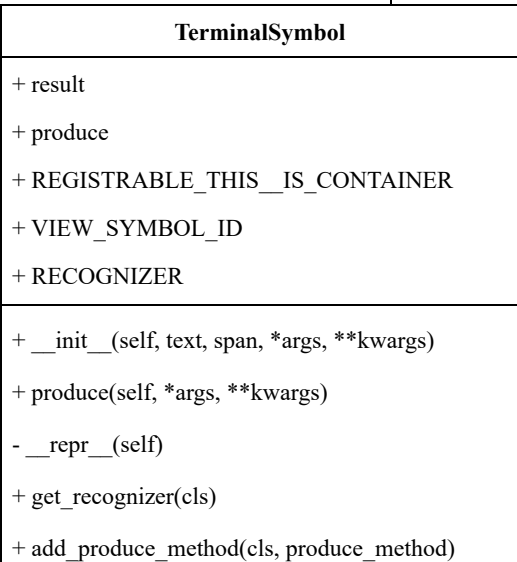 TerminalSymbol
+ result
+ produce
+ REGISTRABLE_THIS__IS_CONTAINER
+ VIEW_SYMBOL_ID
+ RECOGNIZER
+ __init__(self, text, span, *args, **kwargs)
+ produce(self, *args, **kwargs)
- __repr__(self)
+ get_recognizer(cls)
+ add_produce_method(cls, produce_method)